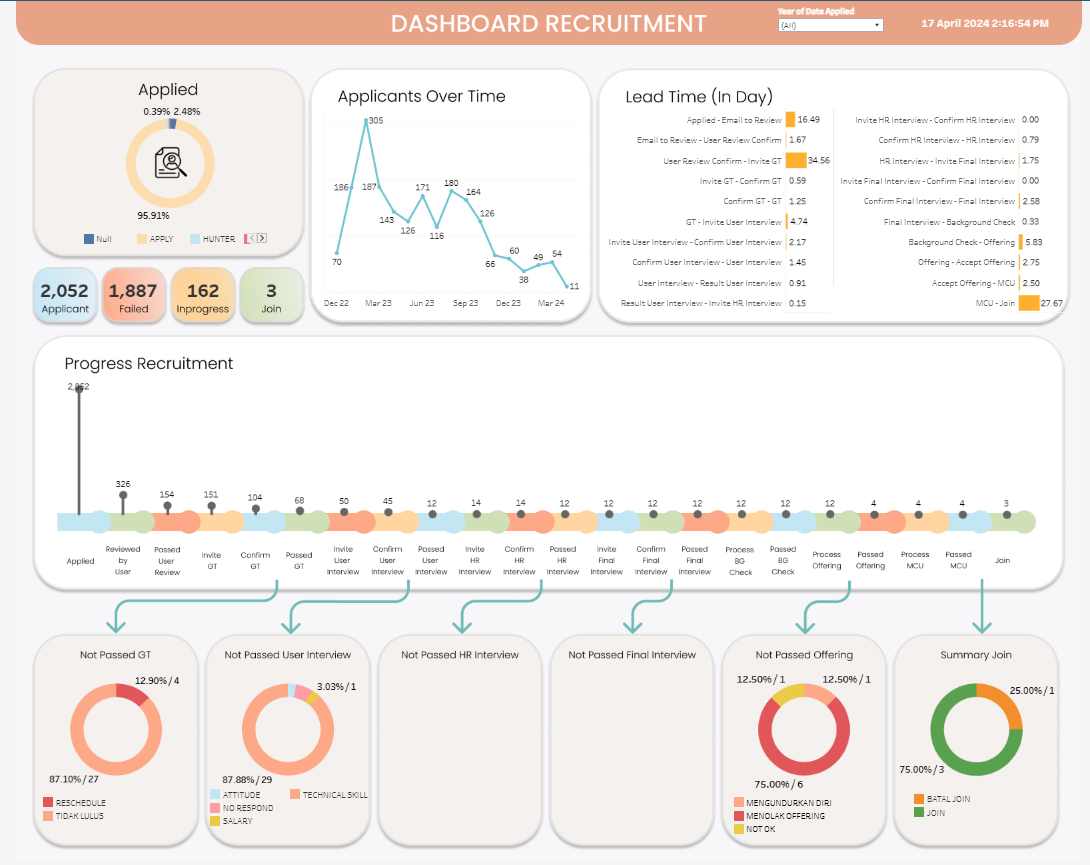 DASHBOARD RECRUITMENT
Year of Date Applied
(All)
17 April 2024 2:16:54 PM
Applied
0.39% 2.48%
95.91%
Null
APPLY
HUNTER
2,052
Applicant
1,887
Failed
162
Inprogress
3
Join
Applicants Over Time
305
186
187
171
180
164
143
126
116
126
70
66
60
38
49
54
11
Dec 22
Mar 23
Jun 23
Sep 23
Dec 23
Mar 24
Lead Time (In Day)
Applied - Email to Review 16.49
Email to Review - User Review Confirm 1.67
User Review Confirm - Invite GT 34.56
Invite GT - Confirm GT 0.59
Confirm GT - GT 1.25
GT - Invite User Interview 4.74
Invite User Interview - Confirm User Interview 2.17
Confirm User Interview - User Interview 1.45
User Interview - Result User Interview 0.91
Result User Interview - Invite HR Interview 0.15
Invite HR Interview - Confirm HR Interview 0.00
Confirm HR Interview - HR Interview 0.79
HR Interview - Invite Final Interview 1.75
Invite Final Interview - Confirm Final Interview 0.00
Confirm Final Interview - Final Interview 2.58
Final Interview - Background Check 0.33
Background Check - Offering 5.83
Offering - Accept Offering 2.75
Accept Offering - MCU 2.50
MCU - Join 27.67
Progress Recruitment
2,052
326
154
151
104
68
50
45
12
14
14
12
12
12
12
12
12
12
4
4
4
3
Applied
Reviewed
by
User
Passed
User
Review
Invite
GT
Confirm
GT
Passed
GT
Invite
User
Interview
Confirm
User
Interview
Passed
User
Interview
Invite
HR
Interview
Confirm
HR
Interview
Passed
HR
Interview
Invite
Final
Interview
Confirm
Final
Interview
Passed
Final
Interview
Process
BG
Check
Passed
BG
Check
Process
Offering
Passed
Offering
Process
MCU
Passed
MCU
Join
Not Passed GT
12.90% / 4
87.10% / 27
RESCHEDULE
TIDAK LULUS
Not Passed User Interview
3.03% / 1
87.88% / 29
ATTITUDE
TECHNICAL SKILL
NO RESPOND
SALARY
Not Passed HR Interview
Not Passed Final Interview
Not Passed Offering
12.50% / 1
12.50% / 1
75.00% / 6
MENGUNDURKAN DIRI
MENOLAK OFFERING
NOT OK
Summary Join
25.00% / 1
75.00% / 3
BATAL JOIN
JOIN